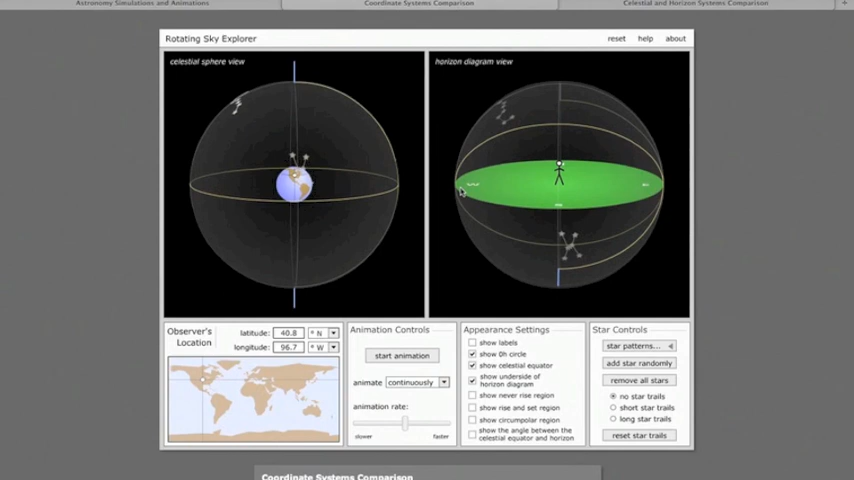 Astronomy Simulations and Animations
Coordinate Systems Comparison
Celestial and Horizon Systems Comparison
Rotating Sky Explorer
reset help about
celestial sphere view
horizon diagram view
Observer's
Location
latitude: 40.8 ° N
longitude: 96.7 ° W
Animation Controls
start animation
animate continuously
animation rate:
slower faster
Appearance Settings
show labels
show 0h circle
show celestial equator
show underside of
horizon diagram
show never rise region
show rise and set region
show circumpolar region
show the angle between the
celestial equator and horizon
Star Controls
star patterns...
add star randomly
remove all stars
no star trails
short star trails
long star trails
reset star trails
Coordinate Systems Comparison